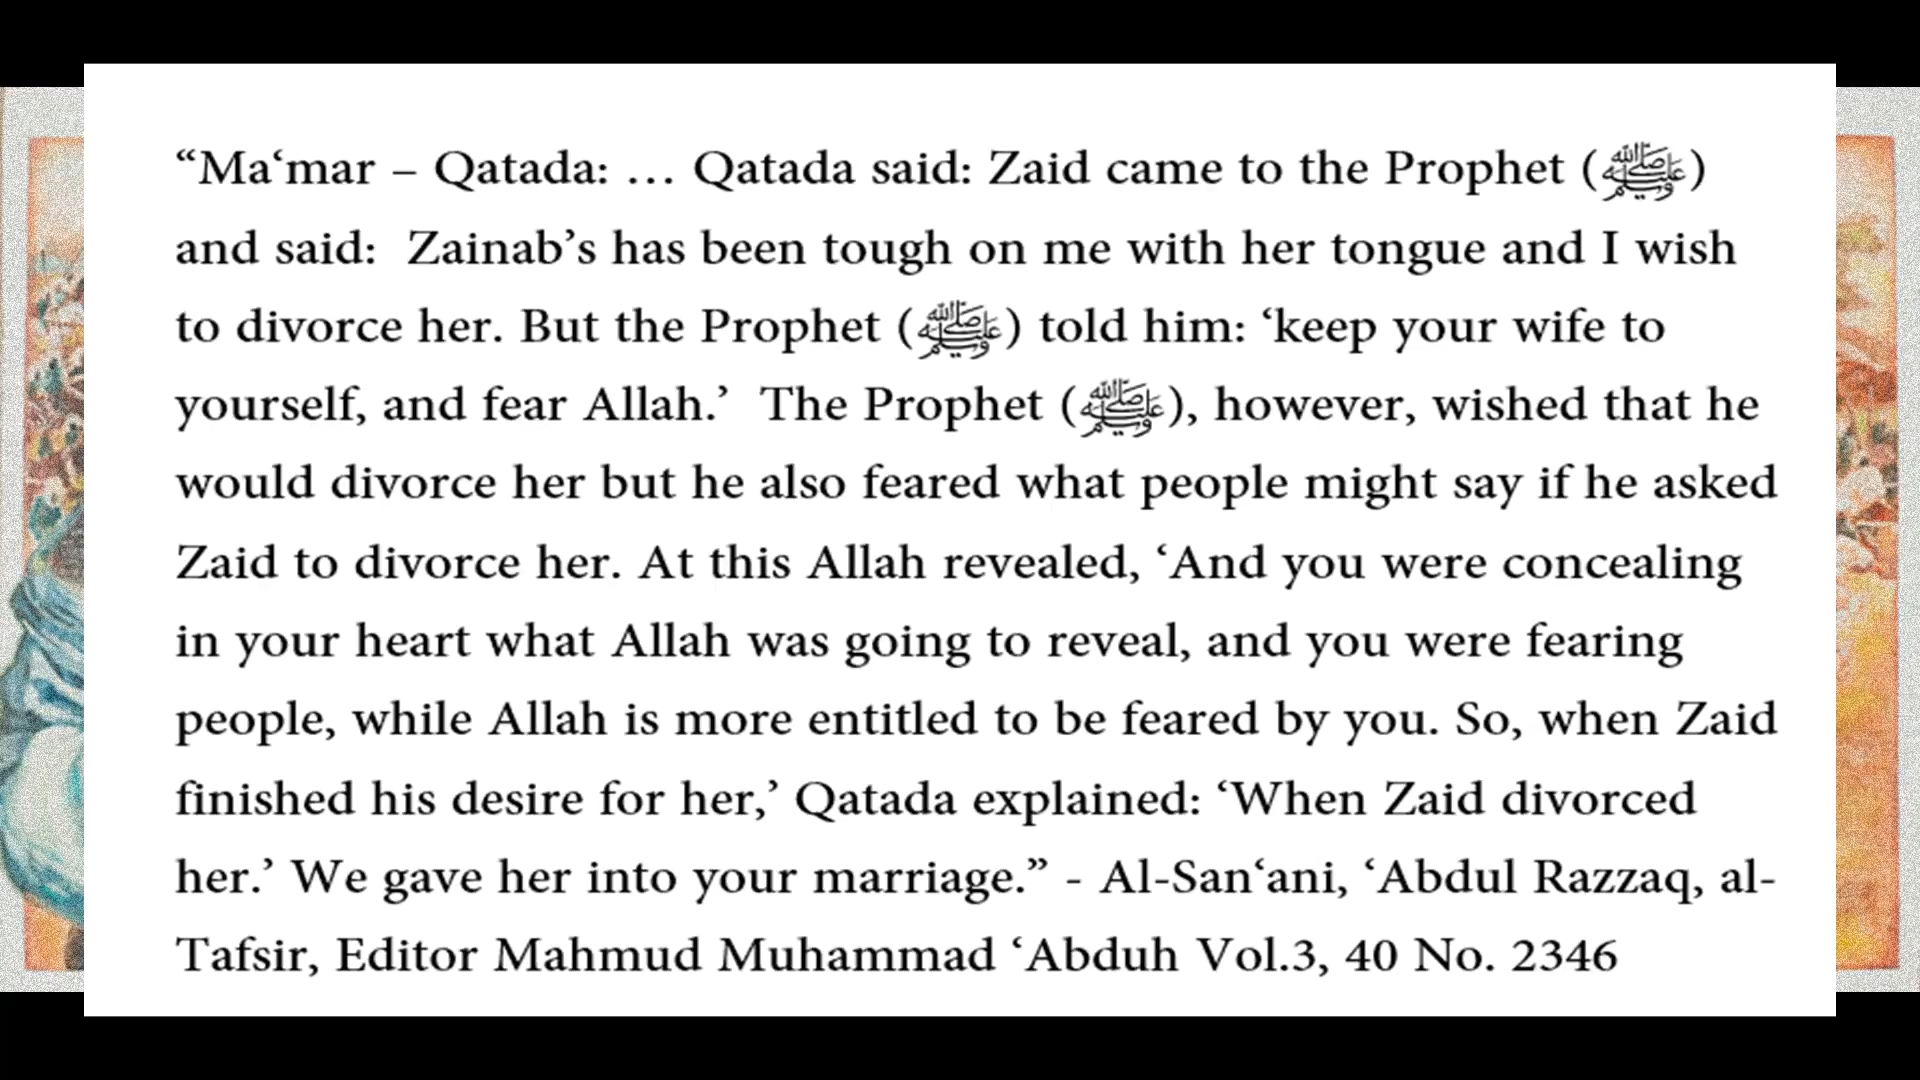 “Ma‘mar – Qatada: … Qatada said: Zaid came to the Prophet (ﷺ)
and said:  Zainab’s has been tough on me with her tongue and I wish
to divorce her. But the Prophet (ﷺ) told him: ‘keep your wife to
yourself, and fear Allah.’  The Prophet (ﷺ), however, wished that he
would divorce her but he also feared what people might say if he asked
Zaid to divorce her. At this Allah revealed, ‘And you were concealing
in your heart what Allah was going to reveal, and you were fearing
people, while Allah is more entitled to be feared by you. So, when Zaid
finished his desire for her,’ Qatada explained: ‘When Zaid divorced
her.’ We gave her into your marriage.” - Al-San‘ani, ‘Abdul Razzaq, al-
Tafsir, Editor Mahmud Muhammad ‘Abduh Vol.3, 40 No. 2346